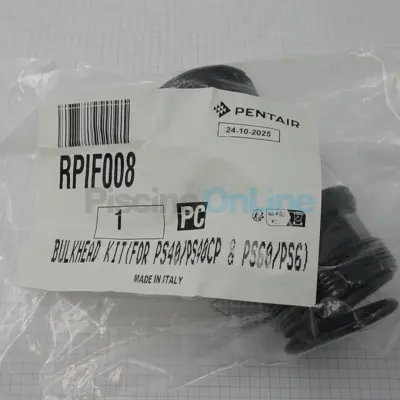 PENTAIR
24-10-2025
RPIF008
PiscineOnLine
1 PC
BULKHEAD KIT(FOR PS40/PS40CP & PS60/PS6)
MADE IN ITALY